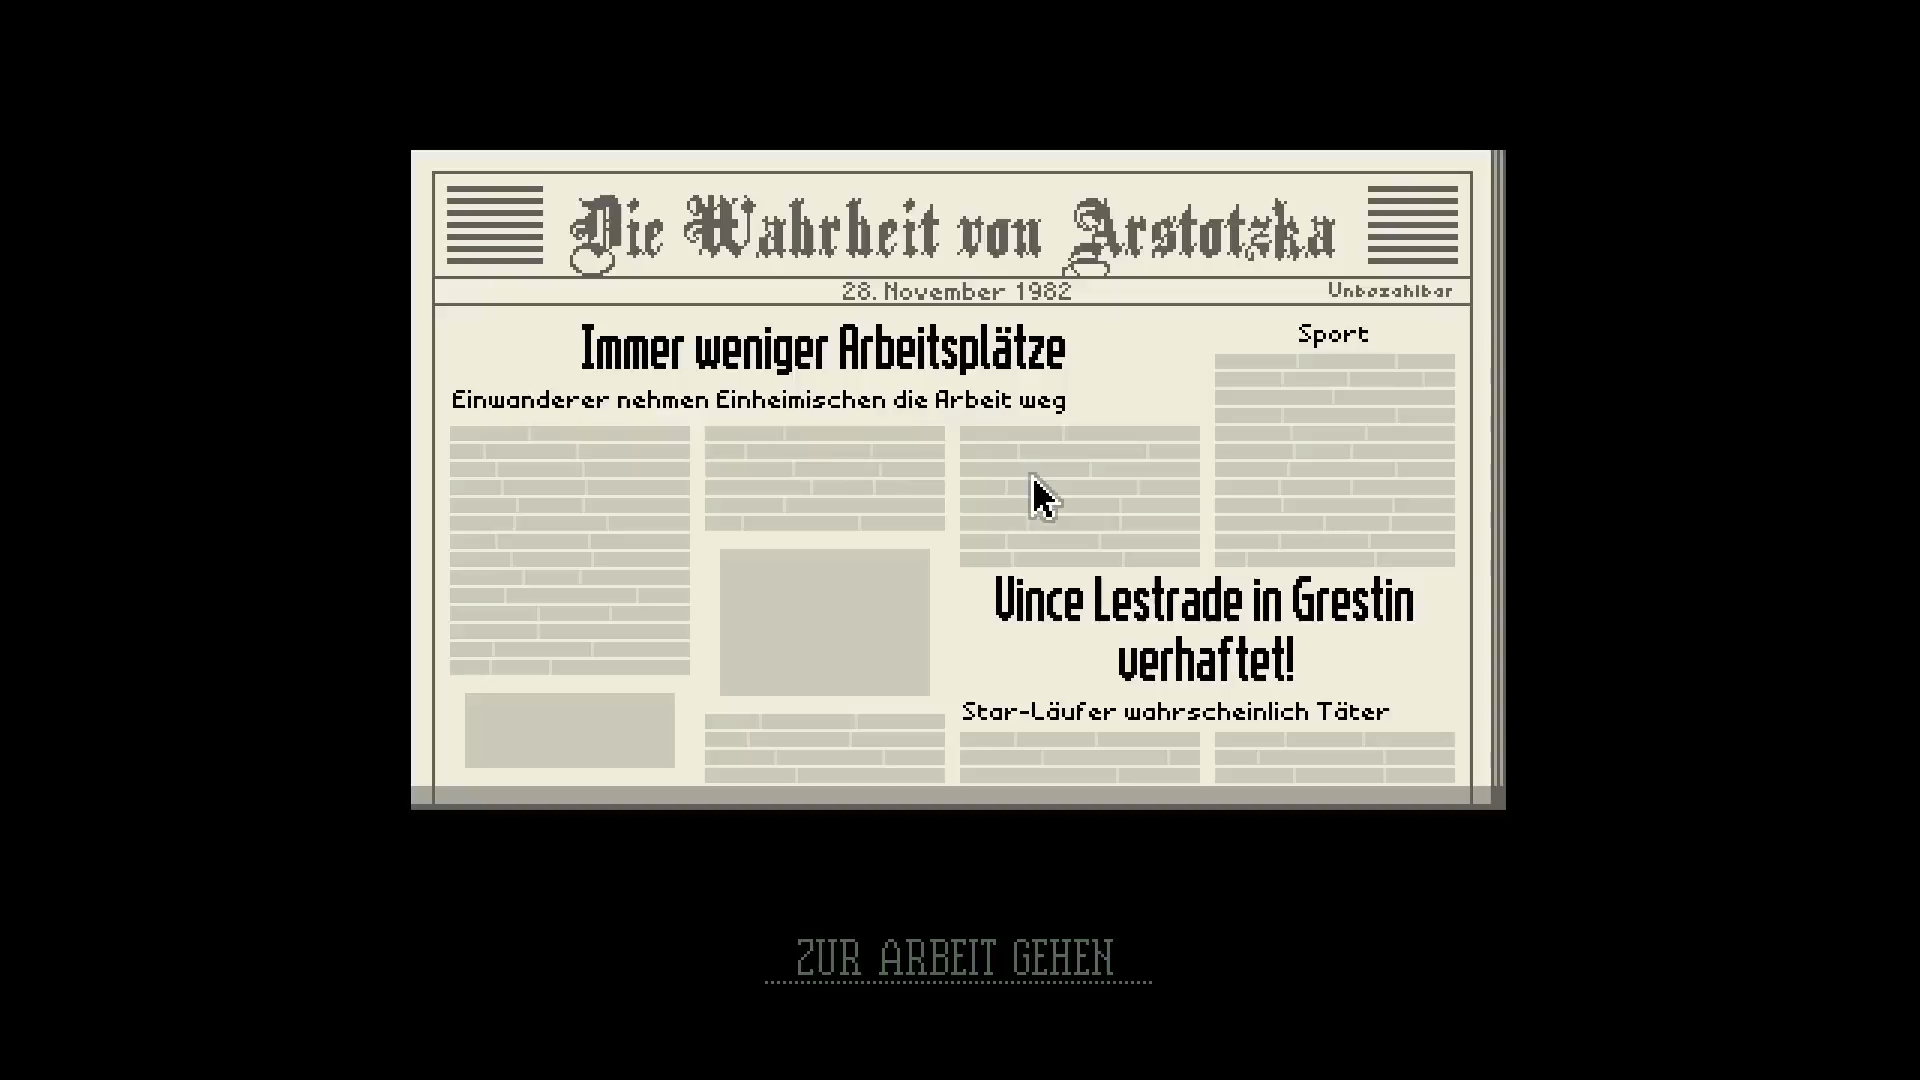 Die Wahrheit von Arstotzka
28. November 1982
Unbezahlbar
Immer weniger Arbeitsplätze
Einwanderer nehmen Einheimischen die Arbeit weg
Sport
Vince Lestrade in Grestin
verhaftet!
Star-Läufer wahrscheinlich Täter
ZUR ARBEIT GEHEN